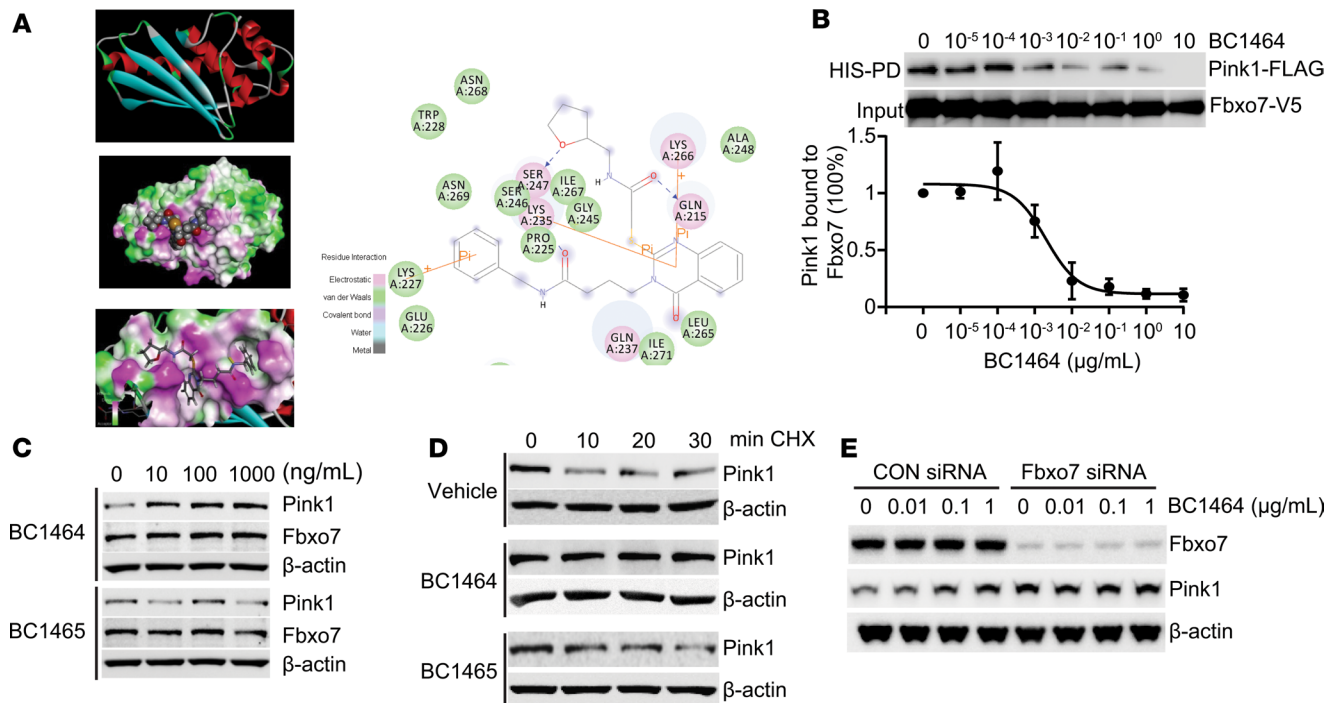 A
ASN
A:268
TRP
A:228
ASN
A:269
SER
A:247
SER
A:246
ILE
A:267
LYS
A:235
GLY
A:245
PRO
A:225
LYS
A:266
ALA
A:248
GLN
A:215
LYS
A:227
GLU
A:226
GLN
A:237
ILE
A:271
LEU
A:265
O
N
H
O
N
N
O
O
N
H
Pi
Pi
Pi
+
+
Residue Interaction
Electrostatic
van der Waals
Covalent bond
Water
Metal
B
0 10⁻⁵ 10⁻⁴ 10⁻³ 10⁻² 10⁻¹ 10⁰ 10 BC1464
HIS-PD Pink1-FLAG
Input Fbxo7-V5
Pink1 bound to
Fbxo7 (100%)
1.5
1
0.5
0
0 10⁻⁵ 10⁻⁴ 10⁻³ 10⁻² 10⁻¹ 10⁰ 10
BC1464 (µg/mL)
C
0 10 100 1000 (ng/mL)
BC1464
Pink1
Fbxo7
β-actin
BC1465
Pink1
Fbxo7
β-actin
D
0 10 20 30 min CHX
Vehicle
Pink1
β-actin
BC1464
Pink1
β-actin
BC1465
Pink1
β-actin
E
CON siRNA Fbxo7 siRNA
0 0.01 0.1 1 0 0.01 0.1 1 BC1464 (µg/mL)
Fbxo7
Pink1
β-actin